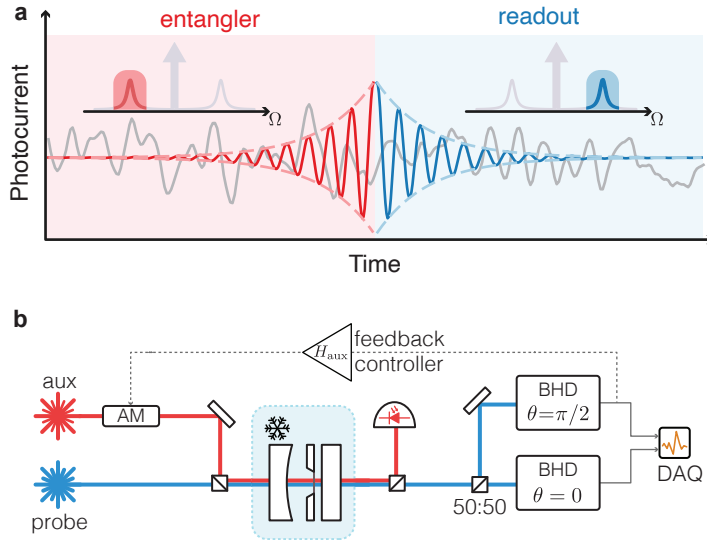 a
entangler
readout
Ω
Ω
Photocurrent
Time
b
H_aux
feedback
controller
aux
AM
BHD
θ=π/2
DAQ
BHD
θ = 0
50:50
probe